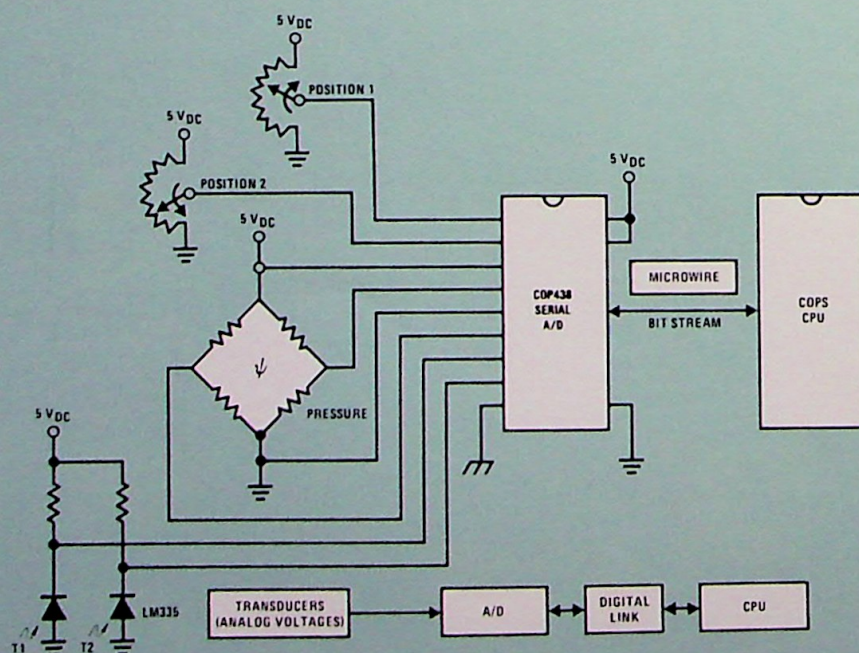 5 VDC
POSITION 1
5 VDC
POSITION 2
5 VDC
5 VDC
COP438
SERIAL
A/D
MICROWIRE
BIT STREAM
COPS
CPU
ψ
PRESSURE
5 VDC
LM335
T1
T2
TRANSDUCERS
(ANALOG VOLTAGES)
A/D
DIGITAL
LINK
CPU